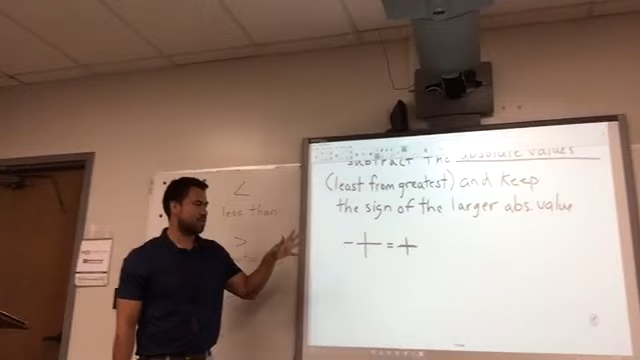 subtract the absolute values
(least from greatest) and keep
the sign of the larger abs. value
- + = +
<
less than
>